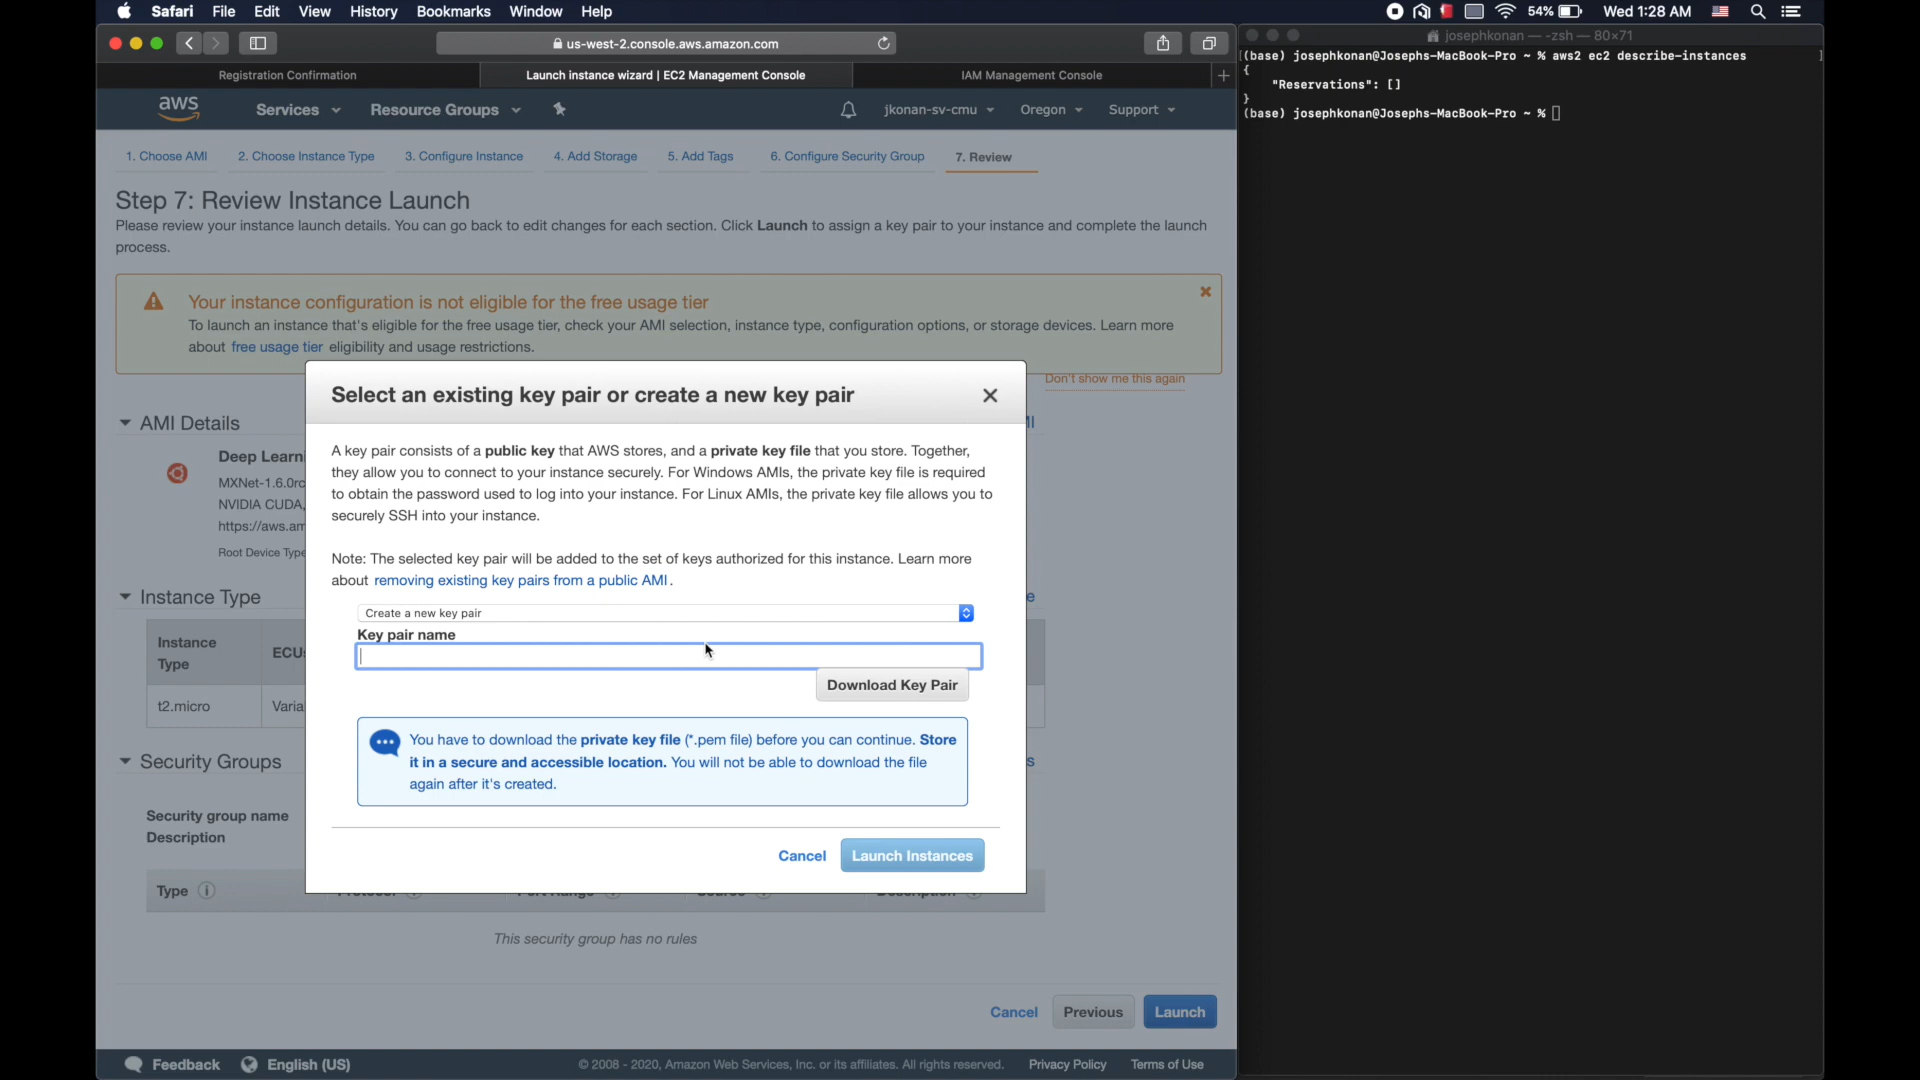 Safari File Edit View History Bookmarks Window Help
54% Wed 1:28 AM
us-west-2.console.aws.amazon.com
josephkonan — -zsh — 80×71
Registration Confirmation
Launch instance wizard | EC2 Management Console
IAM Management Console
(base) josephkonan@Josephs-MacBook-Pro ~ % aws2 ec2 describe-instances
{
"Reservations": []
}
(base) josephkonan@Josephs-MacBook-Pro ~ %
aws Services Resource Groups jkonan-sv-cmu Oregon Support
1. Choose AMI 2. Choose Instance Type 3. Configure Instance 4. Add Storage 5. Add Tags 6. Configure Security Group 7. Review
Step 7: Review Instance Launch
Please review your instance launch details. You can go back to edit changes for each section. Click Launch to assign a key pair to your instance and complete the launch
process.
Your instance configuration is not eligible for the free usage tier
To launch an instance that's eligible for the free usage tier, check your AMI selection, instance type, configuration options, or storage devices. Learn more
about free usage tier eligibility and usage restrictions.
Don't show me this again
Select an existing key pair or create a new key pair
AMI Details
Deep Learni
MXNet-1.6.0rc
NVIDIA CUDA,
https://aws.am
Root Device Type
A key pair consists of a public key that AWS stores, and a private key file that you store. Together,
they allow you to connect to your instance securely. For Windows AMIs, the private key file is required
to obtain the password used to log into your instance. For Linux AMIs, the private key file allows you to
securely SSH into your instance.
Note: The selected key pair will be added to the set of keys authorized for this instance. Learn more
about removing existing key pairs from a public AMI.
Instance Type
Create a new key pair
Key pair name
Instance
Type
ECUs
t2.micro
Varia
Download Key Pair
You have to download the private key file (*.pem file) before you can continue. Store
it in a secure and accessible location. You will not be able to download the file
again after it's created.
Security Groups
Security group name
Description
Cancel Launch Instances
Type
This security group has no rules
Cancel Previous Launch
Feedback English (US) © 2008 - 2020, Amazon Web Services, Inc. or its affiliates. All rights reserved. Privacy Policy Terms of Use